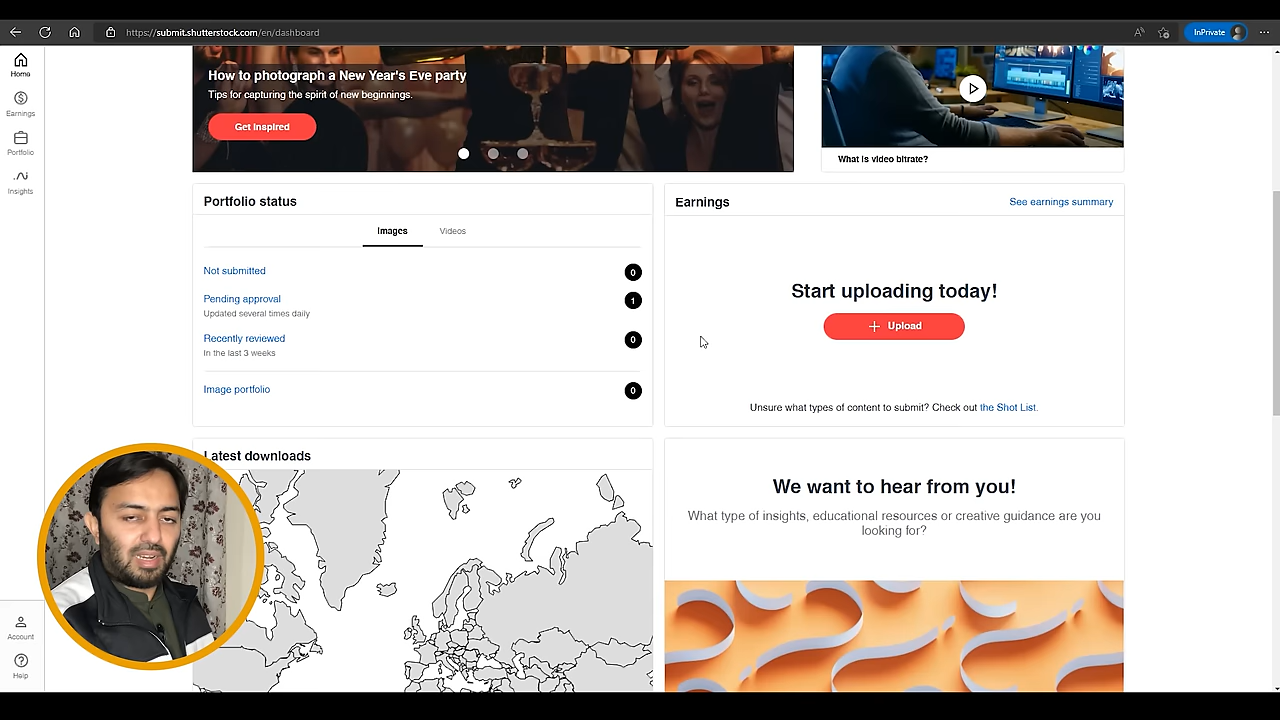 https://submit.shutterstock.com/en/dashboard
InPrivate
Home
Earnings
Portfolio
Insights
How to photograph a New Year's Eve party
Tips for capturing the spirit of new beginnings.
Get inspired
What is video bitrate?
Portfolio status
Images
Videos
Not submitted
0
Pending approval
1
Updated several times daily
Recently reviewed
0
In the last 3 weeks
Image portfolio
0
Earnings
See earnings summary
Start uploading today!
+ Upload
Unsure what types of content to submit? Check out the Shot List.
Latest downloads
We want to hear from you!
What type of insights, educational resources or creative guidance are you
looking for?
Account
Help